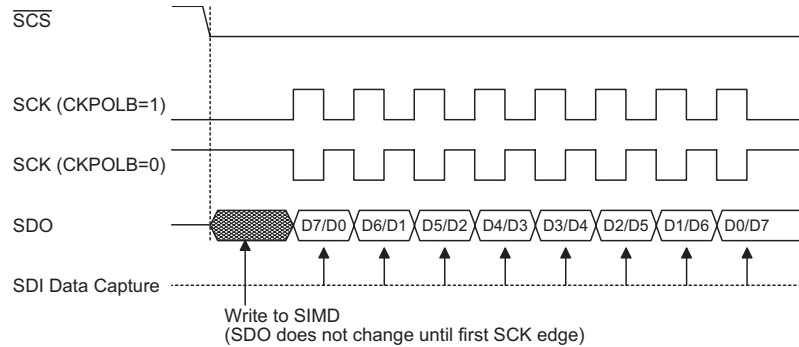 SCS
SCK (CKPOLB=1)
SCK (CKPOLB=0)
SDO D7/D0 D6/D1 D5/D2 D4/D3 D3/D4 D2/D5 D1/D6 D0/D7
SDI Data Capture
Write to SIMD
(SDO does not change until first SCK edge)